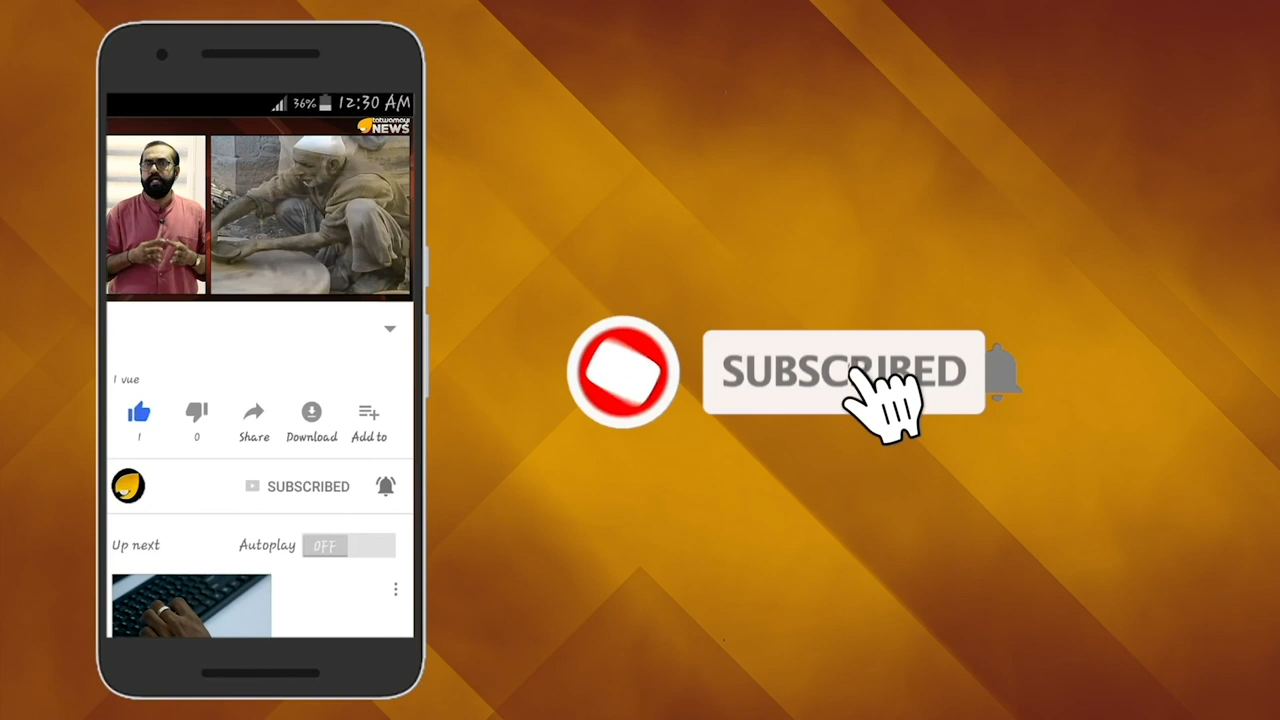 36% 12:30 AM
tatwamayi
NEWS
1 vue
1
0
Share
Download
Add to
SUBSCRIBED
Up next
Autoplay
OFF
SUBSCRIBED